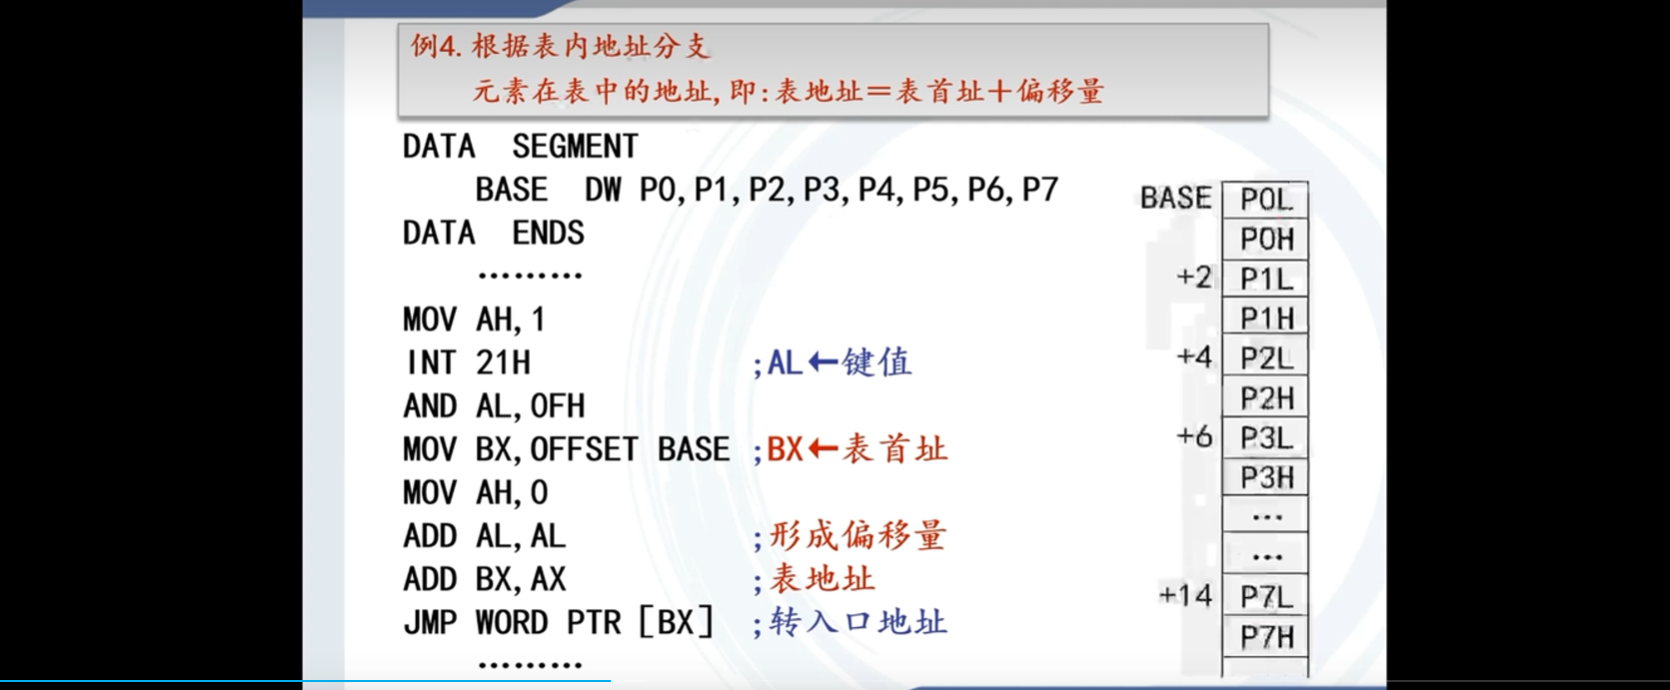 例4. 根据表内地址分支
元素在表中的地址, 即: 表地址=表首址+偏移量
DATA SEGMENT
BASE DW P0, P1, P2, P3, P4, P5, P6, P7
DATA ENDS
………
MOV AH, 1
INT 21H ;AL←键值
AND AL, 0FH
MOV BX, OFFSET BASE ;BX←表首址
MOV AH, 0
ADD AL, AL ;形成偏移量
ADD BX, AX ;表地址
JMP WORD PTR [BX] ;转入口地址
………
BASE P0L
P0H
+2 P1L
P1H
+4 P2L
P2H
+6 P3L
P3H
…
…
+14 P7L
P7H